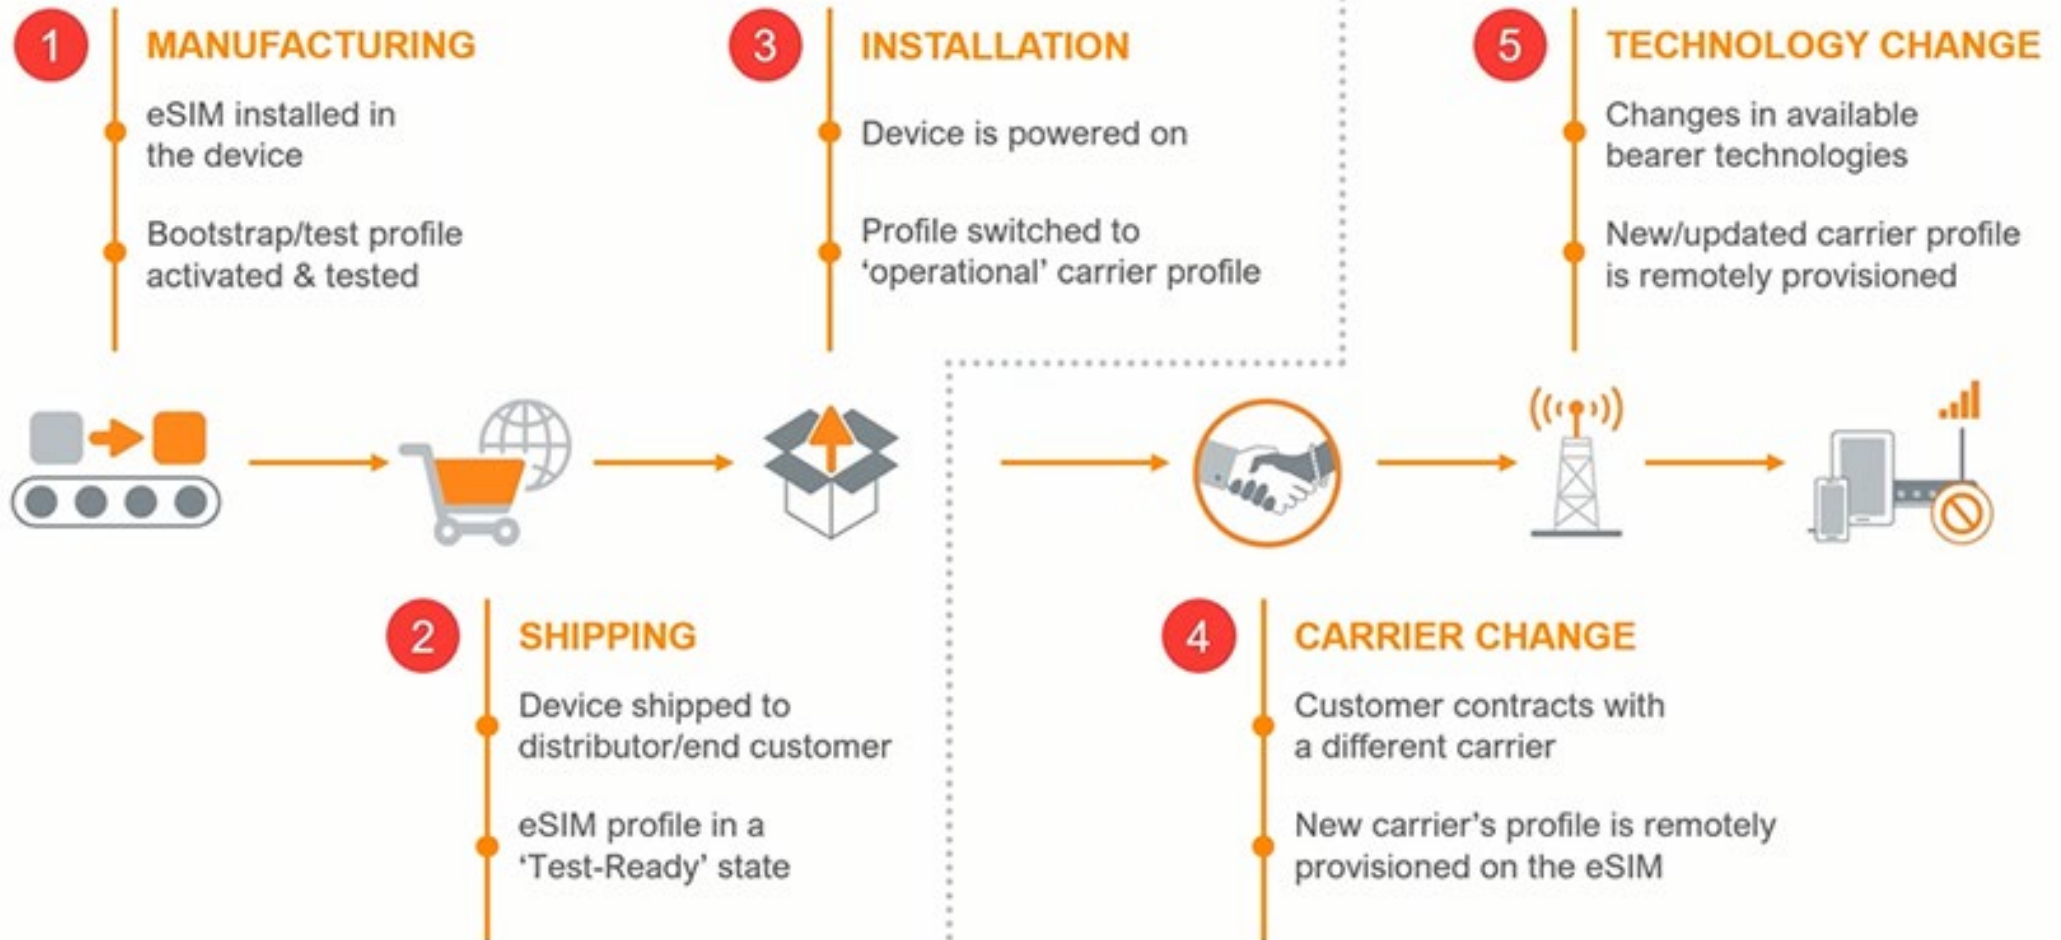 1
MANUFACTURING
eSIM installed in
the device
Bootstrap/test profile
activated & tested
3
INSTALLATION
Device is powered on
Profile switched to
‘operational’ carrier profile
5
TECHNOLOGY CHANGE
Changes in available
bearer technologies
New/updated carrier profile
is remotely provisioned
2
SHIPPING
Device shipped to
distributor/end customer
eSIM profile in a
‘Test-Ready’ state
4
CARRIER CHANGE
Customer contracts with
a different carrier
New carrier’s profile is remotely
provisioned on the eSIM